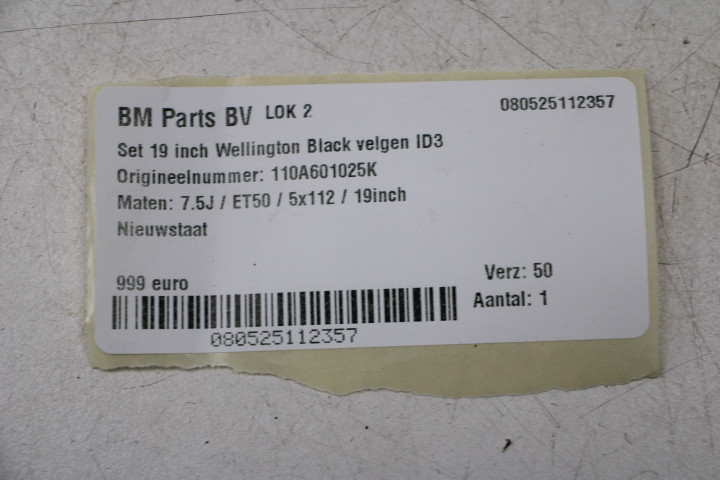 BM Parts BV LOK 2 080525112357
Set 19 inch Wellington Black velgen ID3
Origineelnummer: 110A601025K
Maten: 7.5J / ET50 / 5x112 / 19inch
Nieuwstaat
999 euro Verz: 50
Aantal: 1
080525112357